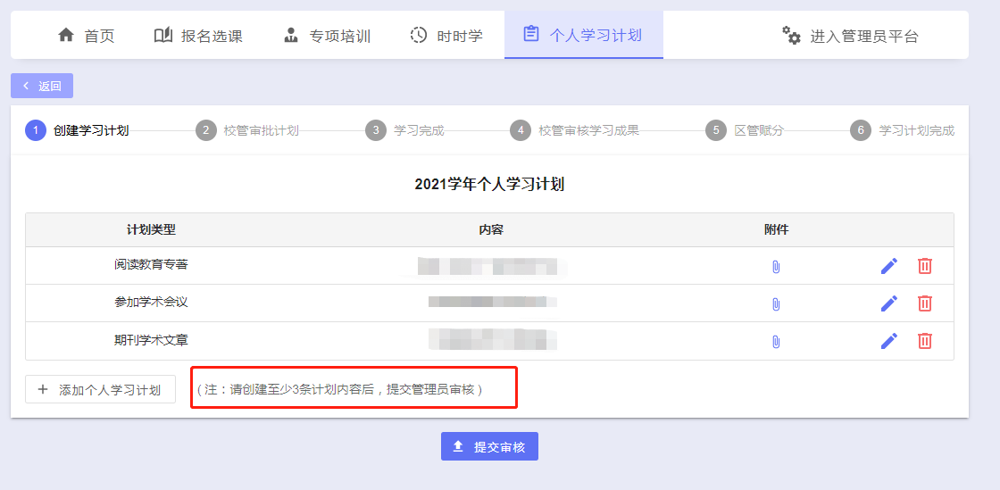 首页 报名选课 专项培训 时时学 个人学习计划 进入管理员平台
返回
1 创建学习计划 2 校管审批计划 3 学习完成 4 校管审核学习成果 5 区管赋分 6 学习计划完成
2021学年个人学习计划
计划类型 内容 附件
阅读教育专著
参加学术会议
期刊学术文章
添加个人学习计划 (注：请创建至少3条计划内容后，提交管理员审核)
提交审核